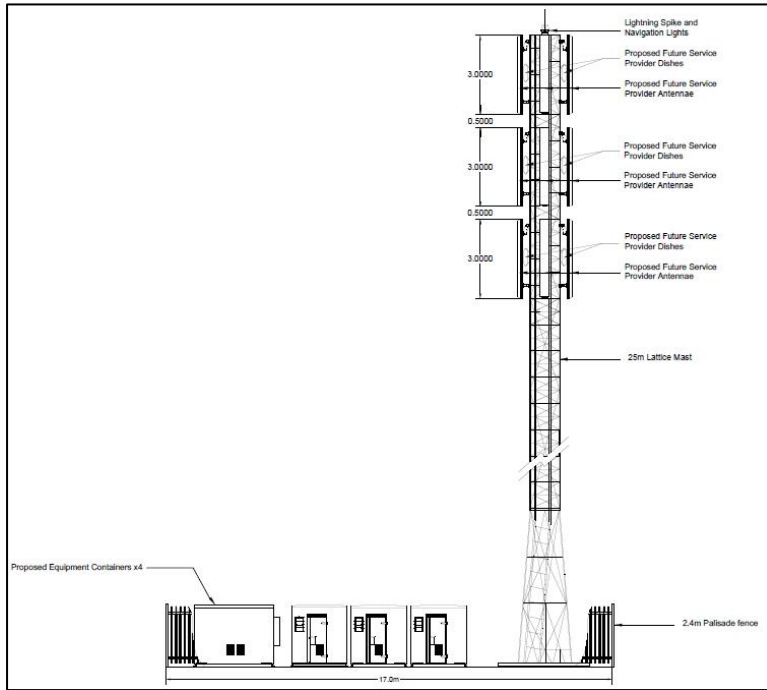 Lightning Spike and
Navigation Lights
Proposed Future Service
Provider Dishes
3.0000
Proposed Future Service
Provider Antennae
0.5000
Proposed Future Service
Provider Dishes
3.0000
Proposed Future Service
Provider Antennae
0.5000
Proposed Future Service
Provider Dishes
3.0000
Proposed Future Service
Provider Antennae
25m Lattice Mast
Proposed Equipment Containers x4
2.4m Palisade fence
17.0m